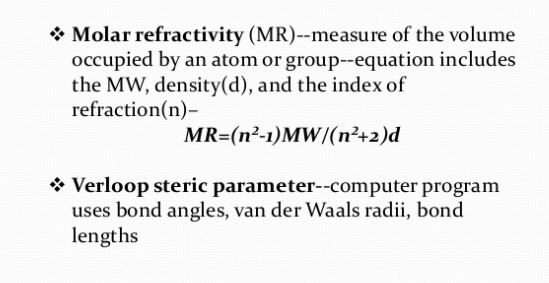 ❖ Molar refractivity (MR)--measure of the volume
occupied by an atom or group--equation includes
the MW, density(d), and the index of
refraction(n)–
MR=(n²-1)MW/(n²+2)d
❖ Verloop steric parameter--computer program
uses bond angles, van der Waals radii, bond
lengths